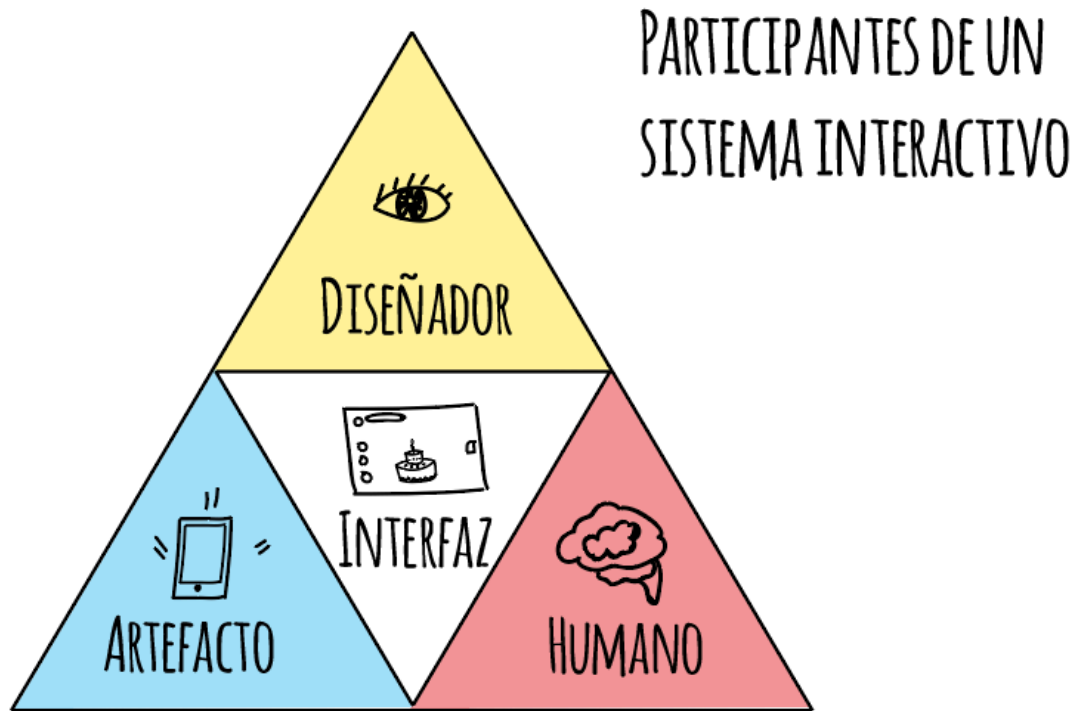 PARTICIPANTES DE UN
SISTEMA INTERACTIVO
DISEÑADOR
INTERFAZ
ARTEFACTO
HUMANO